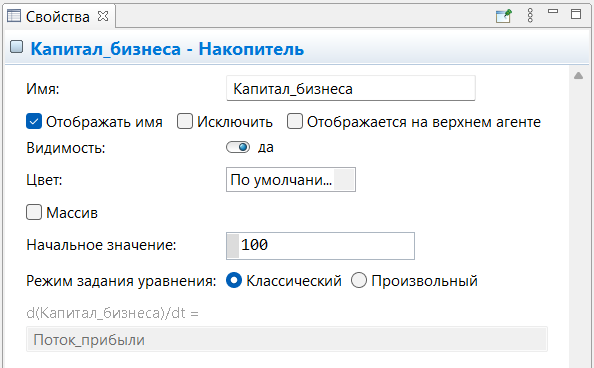 Свойства
Капитал_бизнеса - Накопитель
Имя: Капитал_бизнеса
Отображать имя Исключить Отображается на верхнем агенте
Видимость: да
Цвет: По умолчани...
Массив
Начальное значение: 100
Режим задания уравнения: Классический Произвольный
d(Капитал_бизнеса)/dt =
Поток_прибыли